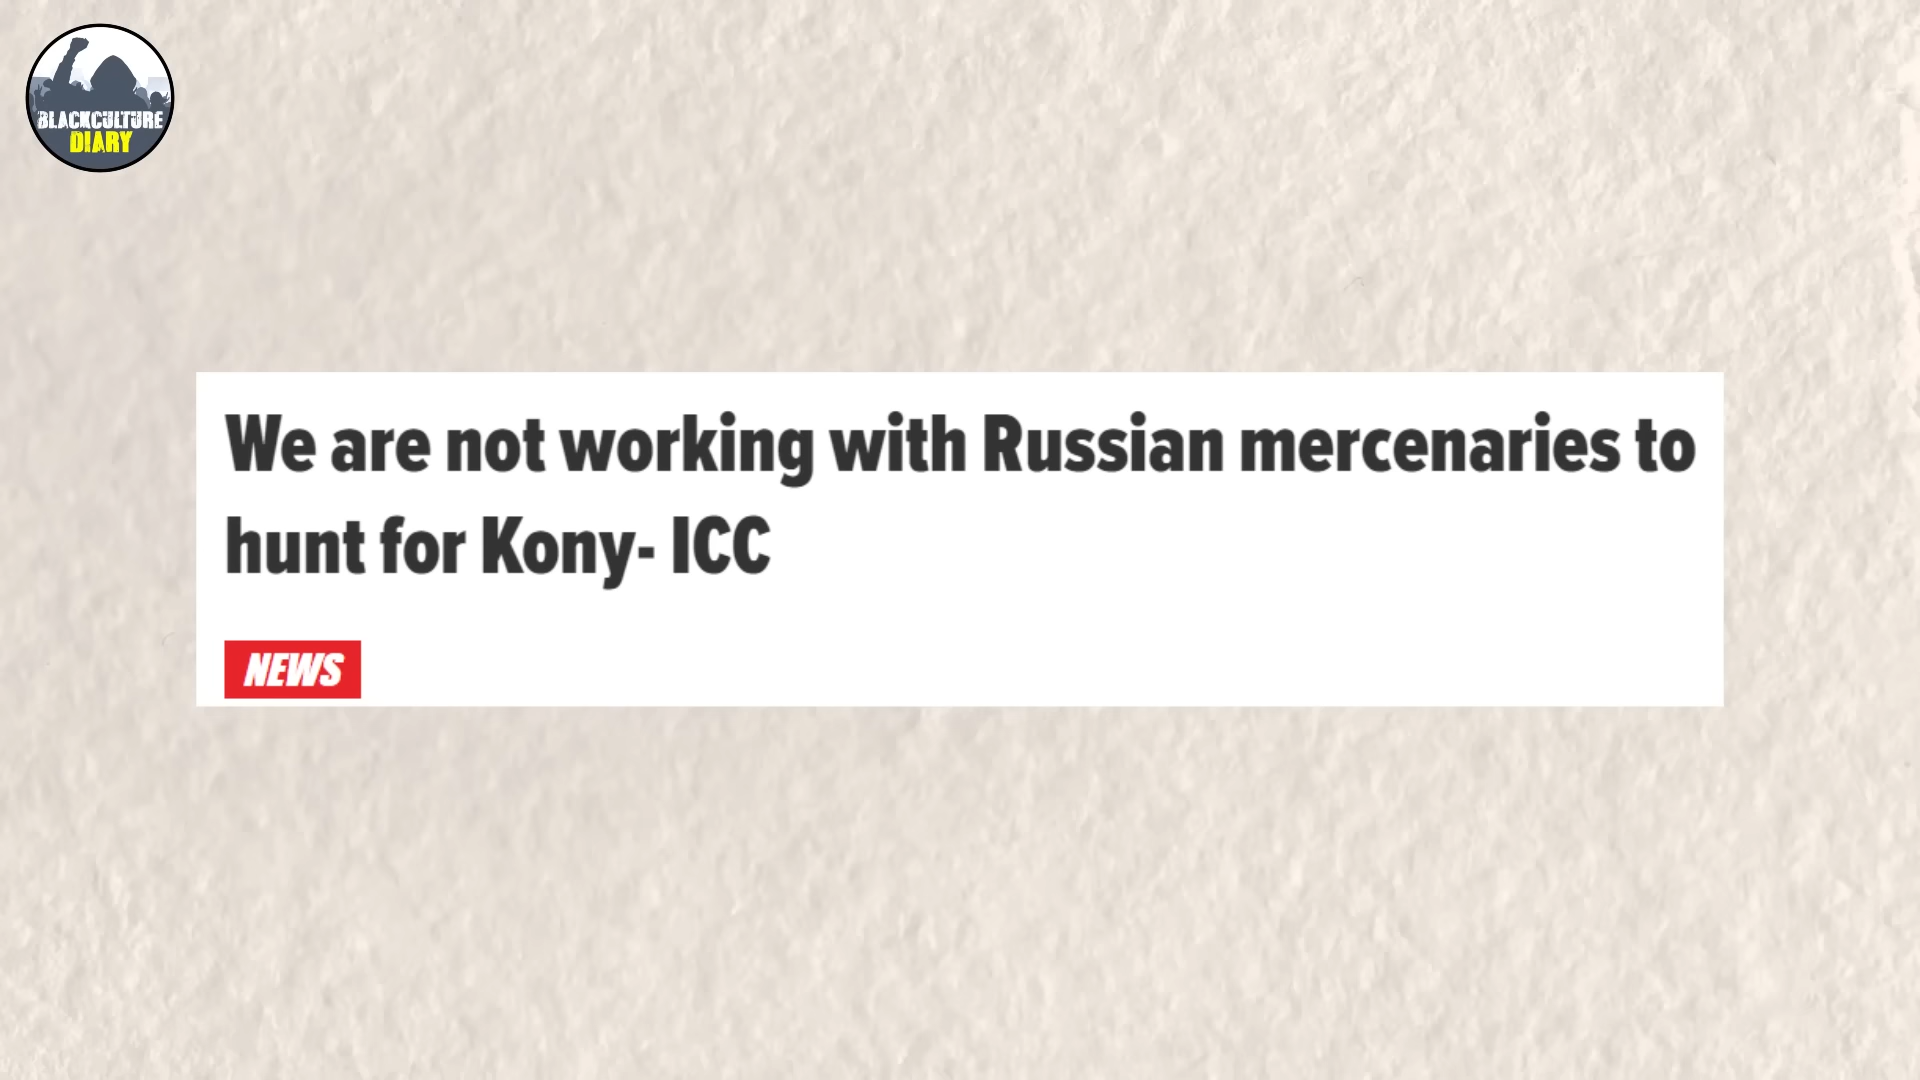 BLACKCULTURE
DIARY
We are not working with Russian mercenaries to
hunt for Kony- ICC
NEWS